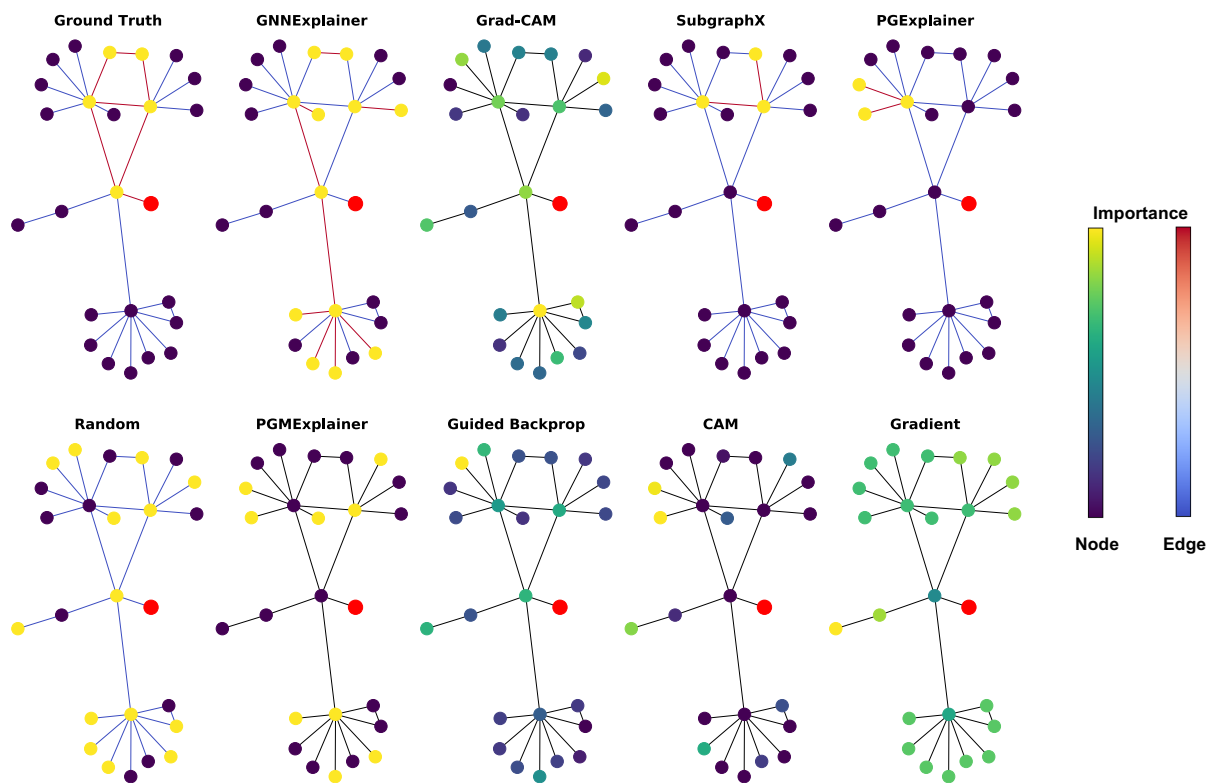 Ground Truth
GNNExplainer
Grad-CAM
SubgraphX
PGExplainer
Importance
Node
Edge
Random
PGMExplainer
Guided Backprop
CAM
Gradient